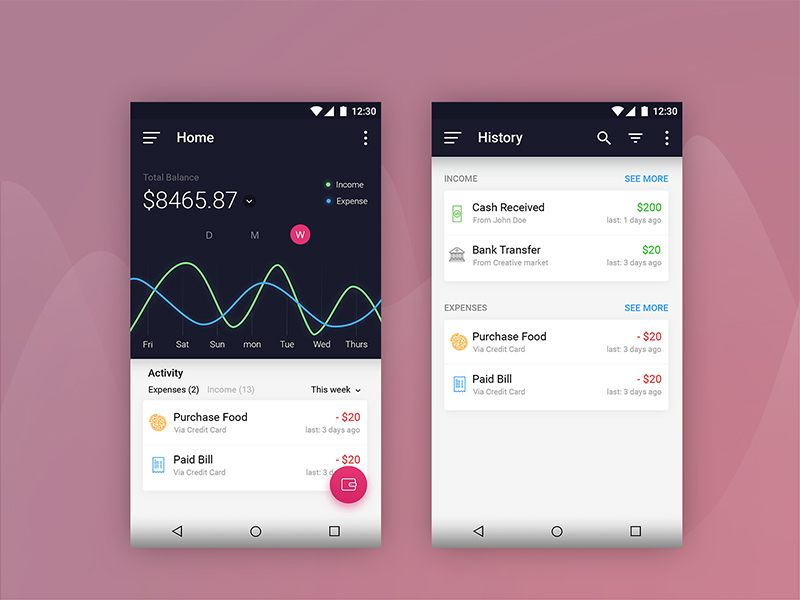 12:30
Home
Total Balance
$8465.87
Income
Expense
D M W
Fri Sat Sun mon Tue Wed Thurs
Activity
Expenses (2) Income (13) This week
Purchase Food - $20
Via Credit Card last: 3 days ago
Paid Bill - $20
Via Credit Card last: 3 d
12:30
History
INCOME SEE MORE
Cash Received $200
From John Doe last: 1 days ago
Bank Transfer $20
From Creative market last: 3 days ago
EXPENSES SEE MORE
Purchase Food - $20
Via Credit Card last: 3 days ago
Paid Bill - $20
Via Credit Card last: 3 days ago